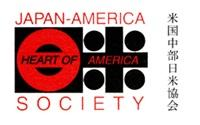 JAPAN-AMERICA
HEART OF AMERICA
SOCIETY
米国中部日米協会